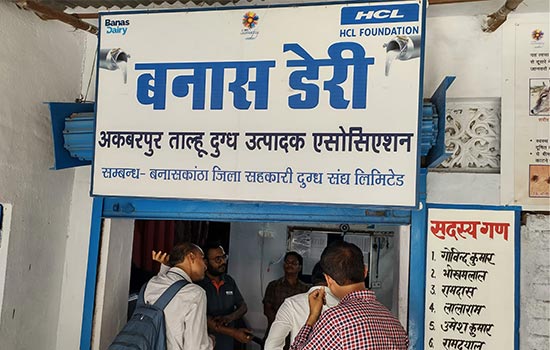 Banas
Dairy
HCL
HCL FOUNDATION
बनास डेरी
अकबरपुर ताल्हू दुग्ध उत्पादक एसोसिएशन
सम्बन्ध- बनासकांठा जिला सहकारी दुग्ध संघ लिमिटेड
सदस्य गण
1. गोविन्द कुमार
2. भीखमलाल
3. रामदास
4. लालाराम
5. उमेश कुमार
6. रामदयाल